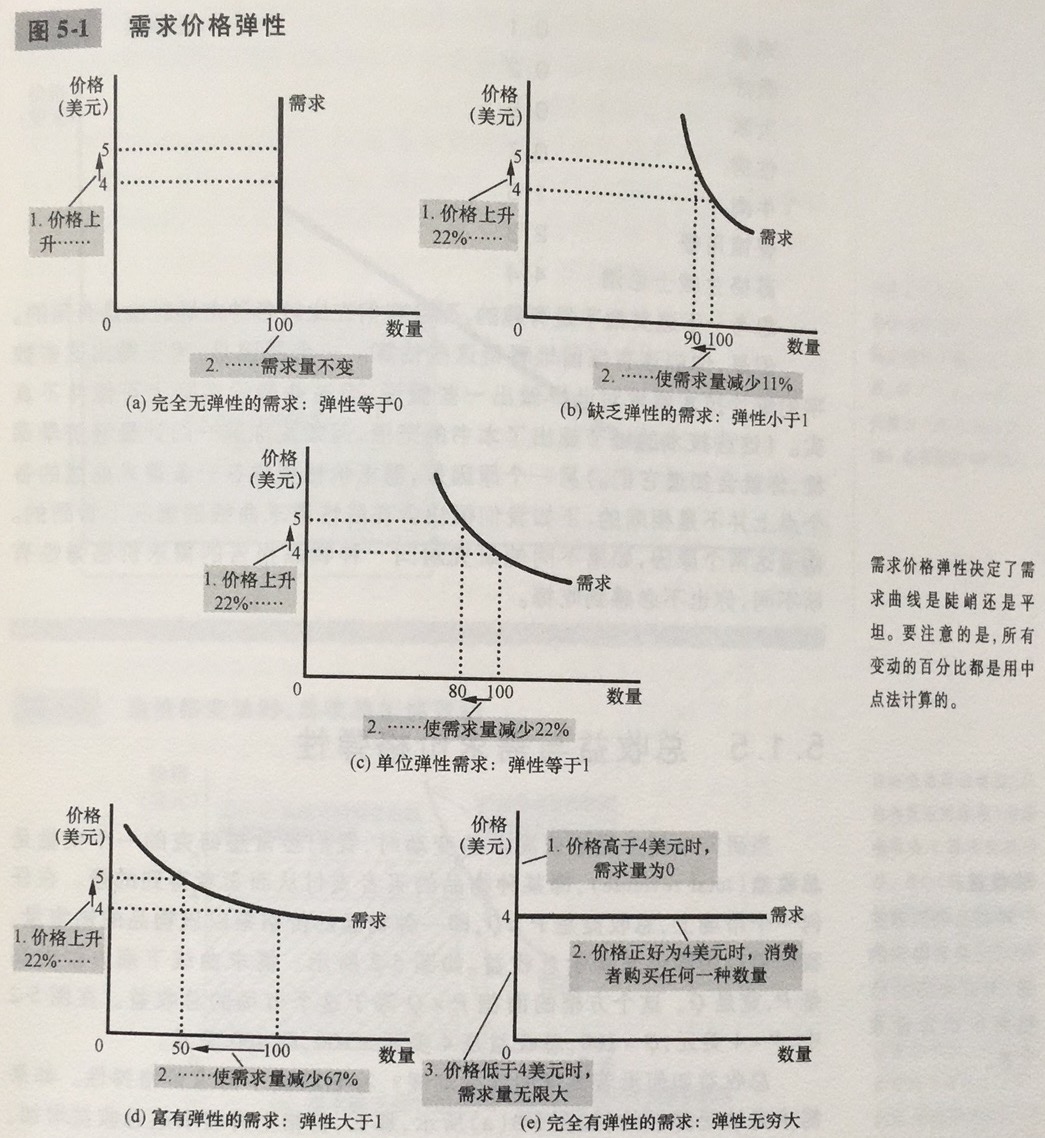 图 5-1 需求价格弹性
价格
(美元)
需求
5
4
1. 价格上
升……
0
100
数量
2. ……需求量不变
(a) 完全无弹性的需求：弹性等于0
价格
(美元)
5
4
1. 价格上升
22%……
需求
0
90 100
数量
2. ……使需求量减少11%
(b) 缺乏弹性的需求：弹性小于1
价格
(美元)
5
4
1. 价格上升
22%……
需求
0
80 100
数量
2. ……使需求量减少22%
(c) 单位弹性需求：弹性等于1
需求价格弹性决定了需
求曲线是陡峭还是平
坦。要注意的是，所有
变动的百分比都是用中
点法计算的。
价格
(美元)
5
4
1. 价格上升
22%……
需求
0
50 100
数量
2. ……使需求量减少67%
(d) 富有弹性的需求：弹性大于1
价格
(美元)
1. 价格高于4美元时，
需求量为0
4
需求
2. 价格正好为4美元时，消费
者购买任何一种数量
0
数量
3. 价格低于4美元时，
需求量无限大
(e) 完全有弹性的需求：弹性无穷大